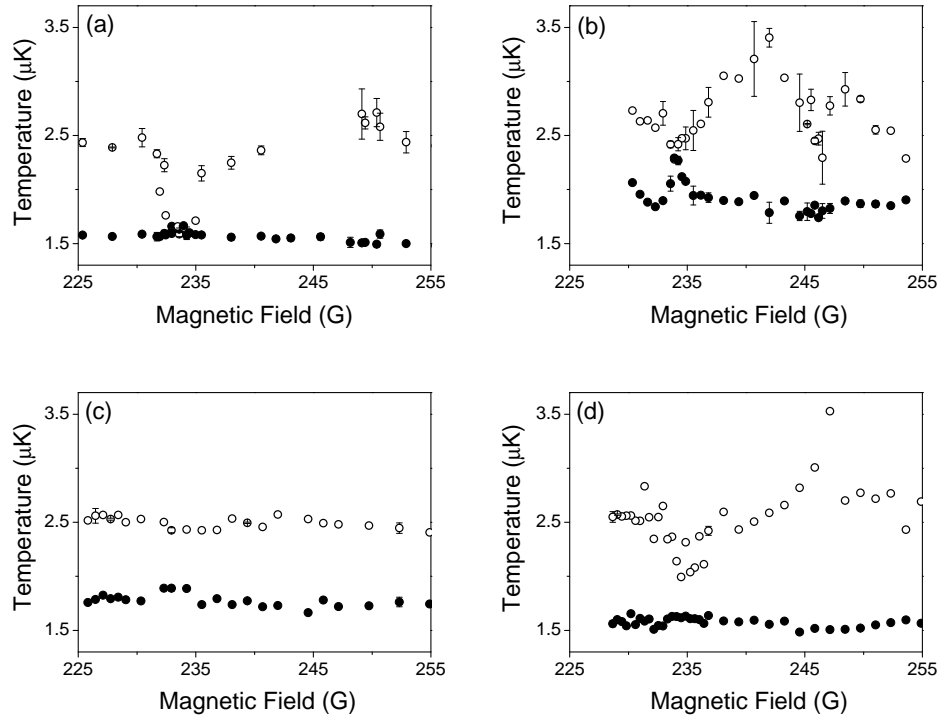 (a)
Temperature (μK)
3.5
2.5
1.5
225 235 245 255
Magnetic Field (G)
(b)
Temperature (μK)
3.5
2.5
1.5
225 235 245 255
Magnetic Field (G)
(c)
Temperature (μK)
3.5
2.5
1.5
225 235 245 255
Magnetic Field (G)
(d)
Temperature (μK)
3.5
2.5
1.5
225 235 245 255
Magnetic Field (G)